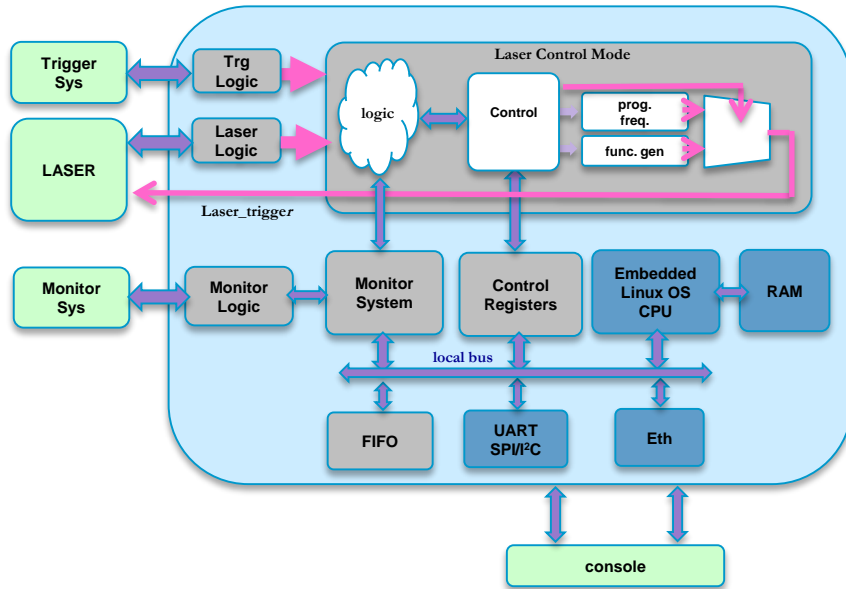 Laser Control Mode
Trigger
Sys
Trg
Logic
logic
Control
prog.
freq.
func. gen
LASER
Laser
Logic
Laser_trigger
Monitor
Sys
Monitor
Logic
Monitor
System
Control
Registers
Embedded
Linux OS
CPU
RAM
local bus
FIFO
UART
SPI/I²C
Eth
console